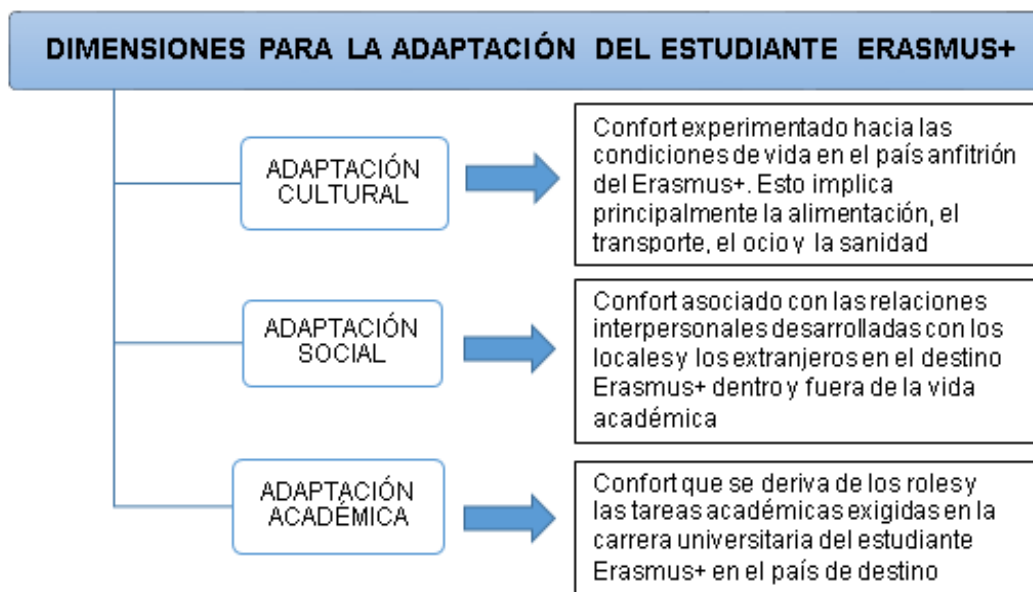 DIMENSIONES PARA LA ADAPTACIÓN DEL ESTUDIANTE ERASMUS+
ADAPTACIÓN
CULTURAL
Confort experimentado hacia las
condiciones de vida en el país anfitrión
del Erasmus+. Esto implica
principalmente la alimentación, el
transporte, el ocio y la sanidad
ADAPTACIÓN
SOCIAL
Confort asociado con las relaciones
interpersonales desarrolladas con los
locales y los extranjeros en el destino
Erasmus+ dentro y fuera de la vida
académica
ADAPTACIÓN
ACADÉMICA
Confort que se deriva de los roles y
las tareas académicas exigidas en la
carrera universitaria del estudiante
Erasmus+ en el país de destino